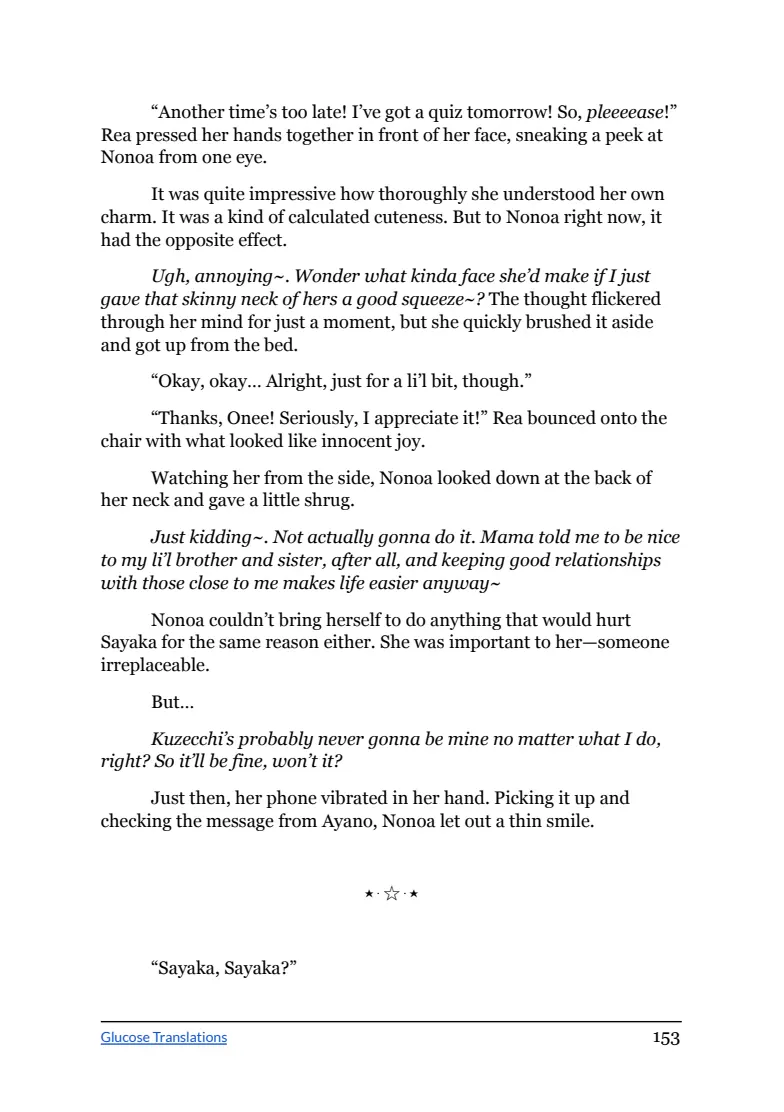 “Another time’s too late! I’ve got a quiz tomorrow! So, pleeeease!”
Rea pressed her hands together in front of her face, sneaking a peek at
Nonoa from one eye.
It was quite impressive how thoroughly she understood her own
charm. It was a kind of calculated cuteness. But to Nonoa right now, it
had the opposite effect.
Ugh, annoying~. Wonder what kinda face she’d make if I just
gave that skinny neck of hers a good squeeze~? The thought flickered
through her mind for just a moment, but she quickly brushed it aside
and got up from the bed.
“Okay, okay… Alright, just for a li’l bit, though.”
“Thanks, Onee! Seriously, I appreciate it!” Rea bounced onto the
chair with what looked like innocent joy.
Watching her from the side, Nonoa looked down at the back of
her neck and gave a little shrug.
Just kidding~. Not actually gonna do it. Mama told me to be nice
to my li’l brother and sister, after all, and keeping good relationships
with those close to me makes life easier anyway~
Nonoa couldn’t bring herself to do anything that would hurt
Sayaka for the same reason either. She was important to her—someone
irreplaceable.
But…
Kuzecchi’s probably never gonna be mine no matter what I do,
right? So it’ll be fine, won’t it?
Just then, her phone vibrated in her hand. Picking it up and
checking the message from Ayano, Nonoa let out a thin smile.
⋆·☆·⋆
“Sayaka, Sayaka?”
Glucose Translations 153